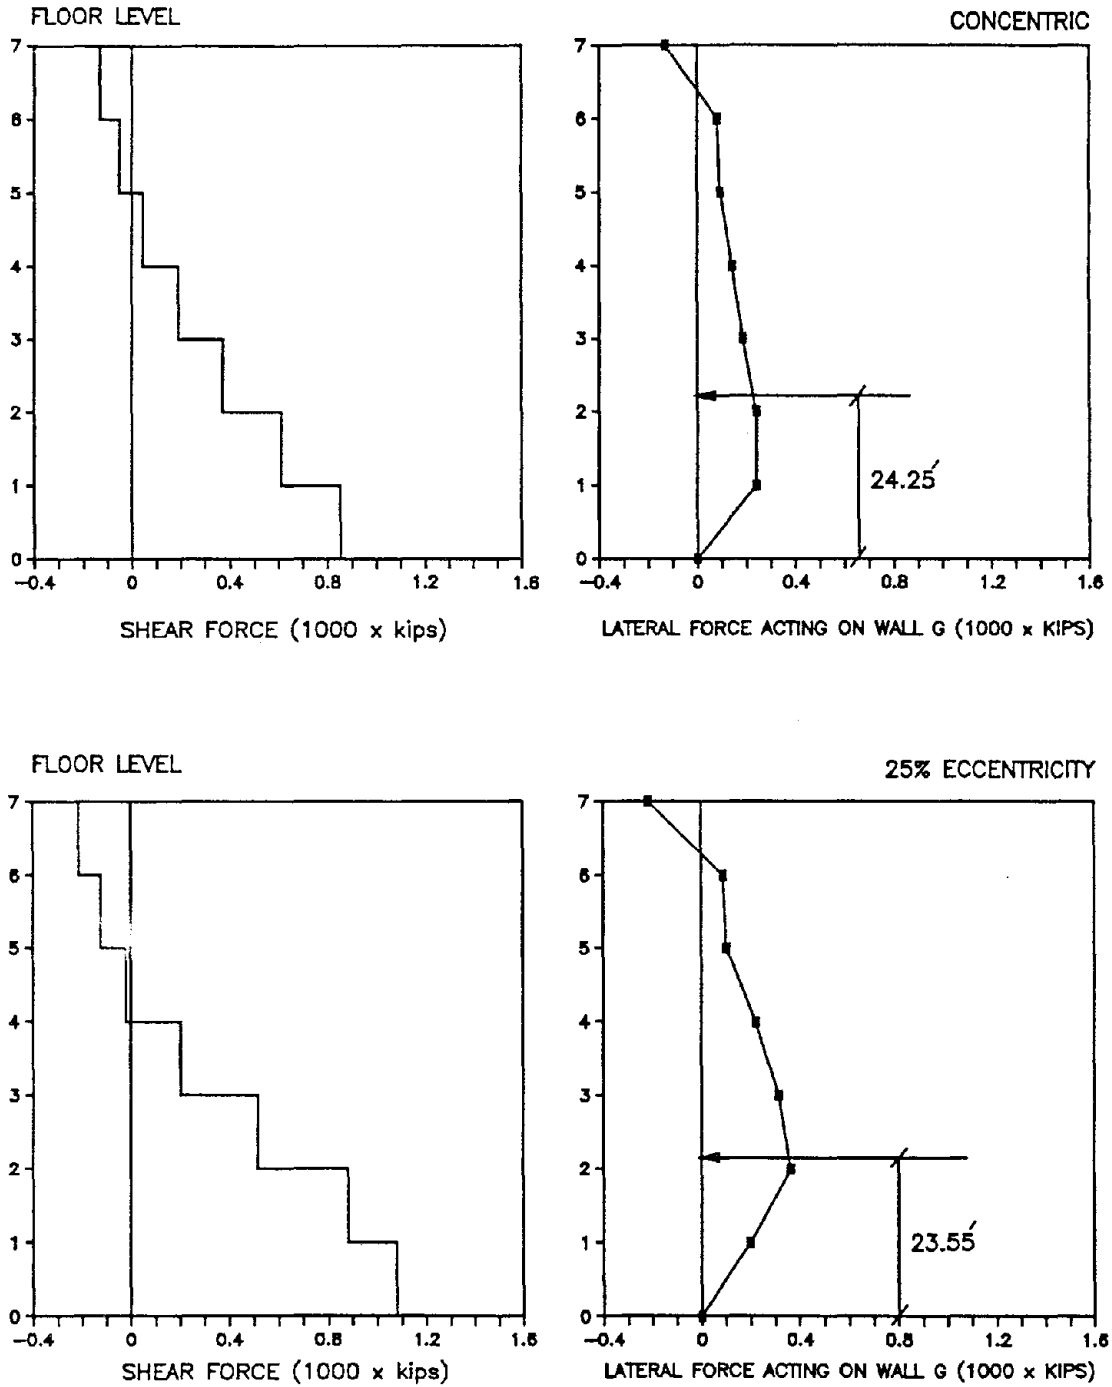 FLOOR LEVEL
CONCENTRIC
7
6
5
4
3
2
1
0
-0.4 0 0.4 0.8 1.2 1.6
SHEAR FORCE (1000 x kips)
7
6
5
4
3
2
1
0
24.25'
-0.4 0 0.4 0.8 1.2 1.6
LATERAL FORCE ACTING ON WALL G (1000 x KIPS)
FLOOR LEVEL
25% ECCENTRICITY
7
6
5
4
3
2
1
0
-0.4 0 0.4 0.8 1.2 1.6
SHEAR FORCE (1000 x kips)
7
6
5
4
3
2
1
0
23.55'
-0.4 0 0.4 0.8 1.2 1.6
LATERAL FORCE ACTING ON WALL G (1000 x KIPS)